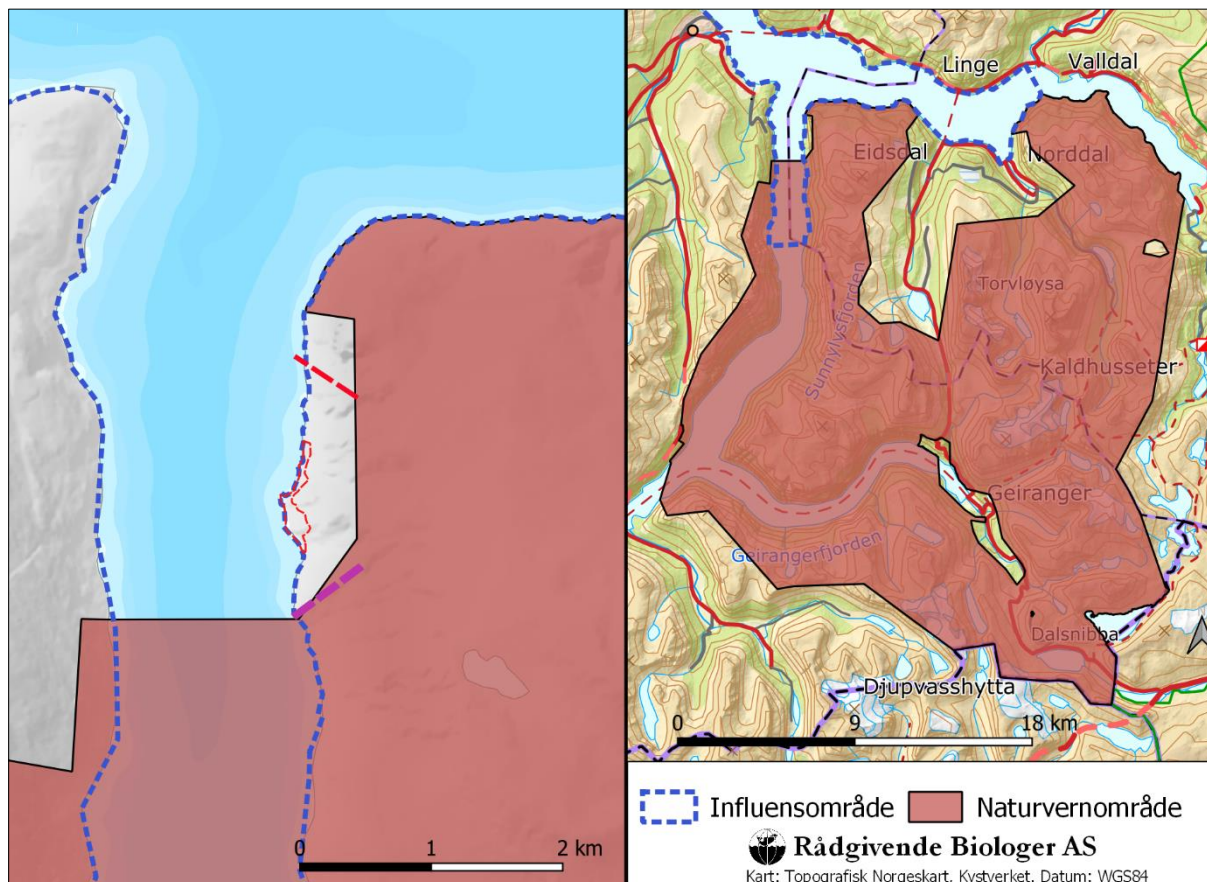 0 1 2 km
Linge
Valldal
Eidsdal
Norddal
Torvløysa
Sunnylvsfjorden
Kaldhusseter
Geiranger
Geirangerfjorden
Dalsnibba
Djupvasshytta
0 9 18 km
Influensområde Naturvernområde
Rådgivende Biologer AS
Kart: Topografisk Norgeskart, Kystverket, Datum: WGS84